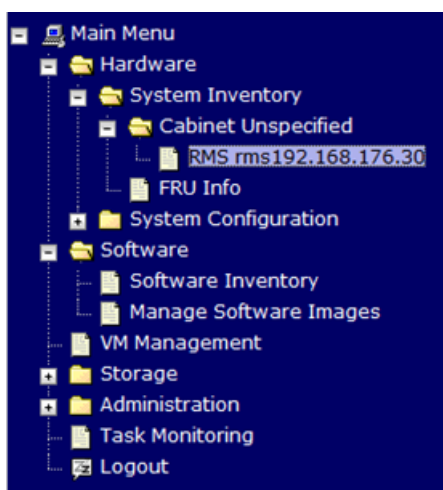 Main Menu
Hardware
System Inventory
Cabinet Unspecified
RMS rms192.168.176.30
FRU Info
System Configuration
Software
Software Inventory
Manage Software Images
VM Management
Storage
Administration
Task Monitoring
Logout